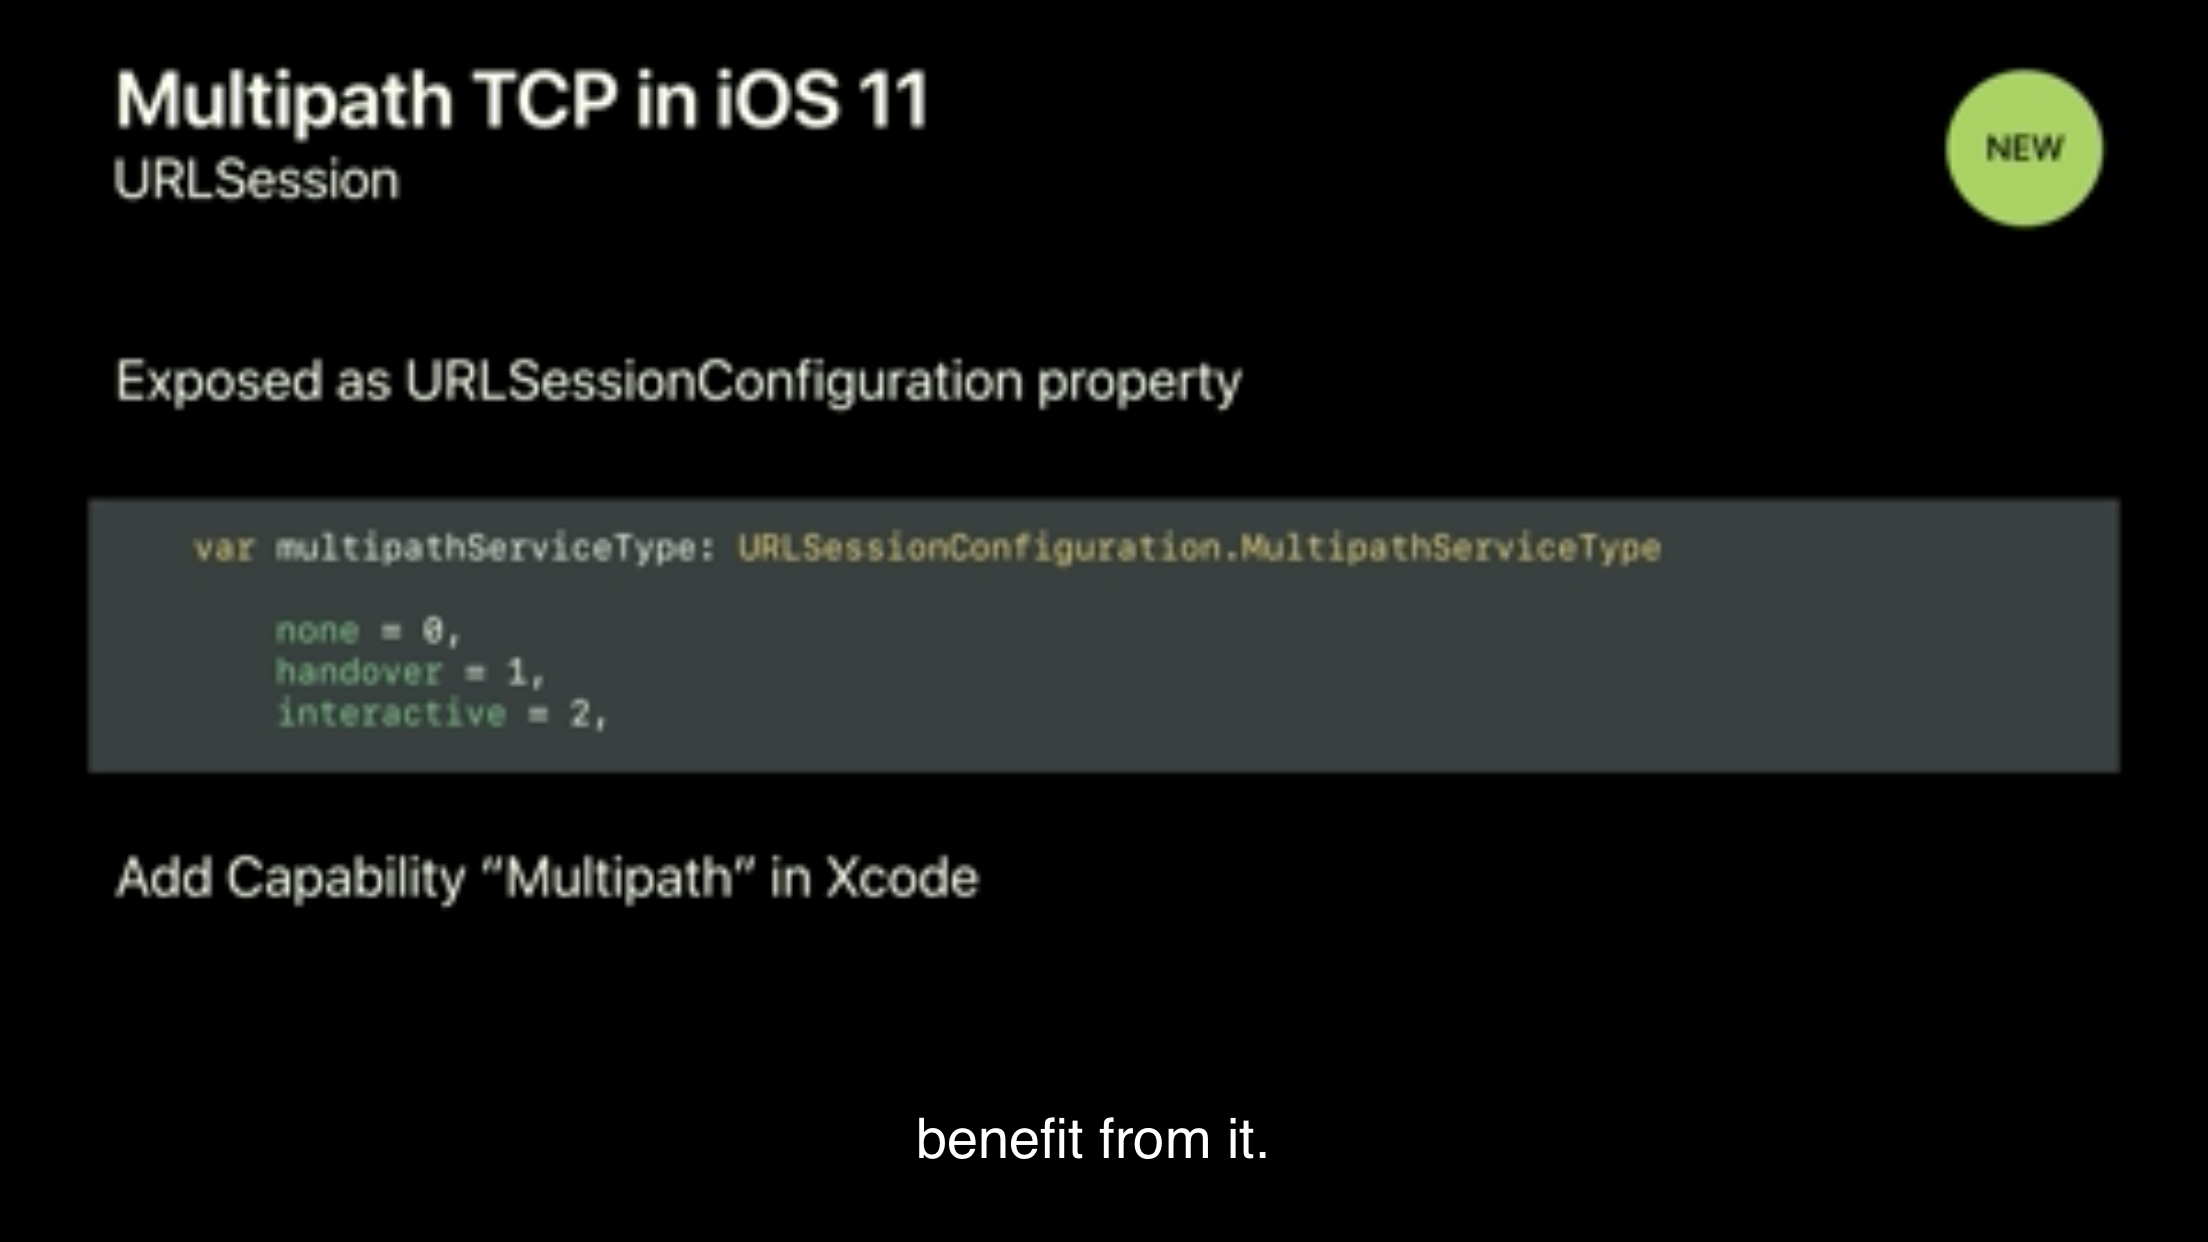 Multipath TCP in iOS 11
URLSession
NEW
Exposed as URLSessionConfiguration property
var multipathServiceType: URLSessionConfiguration.MultipathServiceType
none = 0,
handover = 1,
interactive = 2,
Add Capability “Multipath” in Xcode
benefit from it.